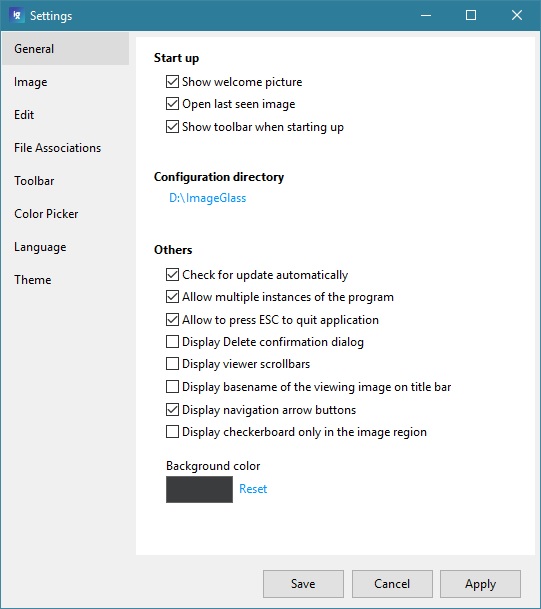 ig Settings
General
Image
Edit
File Associations
Toolbar
Color Picker
Language
Theme
Start up
Show welcome picture
Open last seen image
Show toolbar when starting up
Configuration directory
D:\ImageGlass
Others
Check for update automatically
Allow multiple instances of the program
Allow to press ESC to quit application
Display Delete confirmation dialog
Display viewer scrollbars
Display basename of the viewing image on title bar
Display navigation arrow buttons
Display checkerboard only in the image region
Background color
Reset
Save Cancel Apply